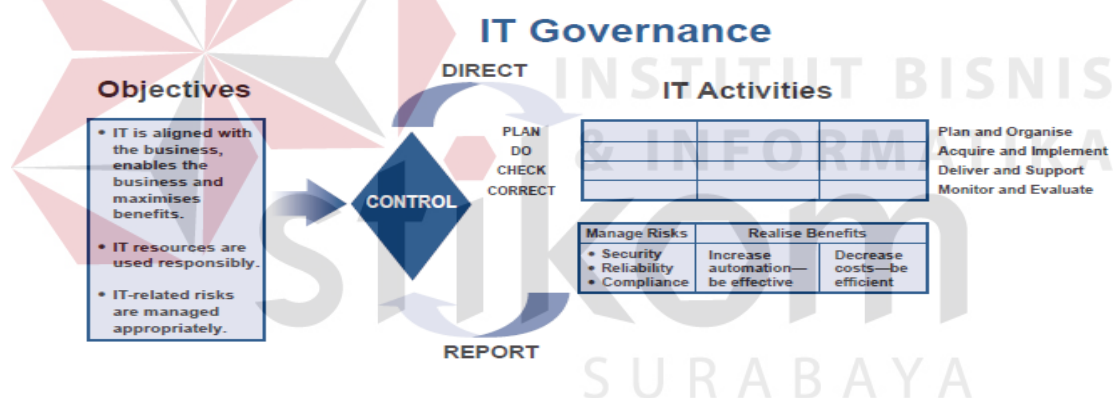 IT Governance
Objectives
• IT is aligned with
the business,
enables the
business and
maximises
benefits.
• IT resources are
used responsibly.
• IT-related risks
are managed
appropriately.
DIRECT
CONTROL
REPORT
PLAN
DO
CHECK
CORRECT
IT Activities
Plan and Organise
Acquire and Implement
Deliver and Support
Monitor and Evaluate
Manage Risks
• Security
• Reliability
• Compliance
Realise Benefits
Increase
automation—
be effective
Decrease
costs—be
efficient
INSTITUT BISNIS
& INFORMATIKA
stikom
SURABAYA